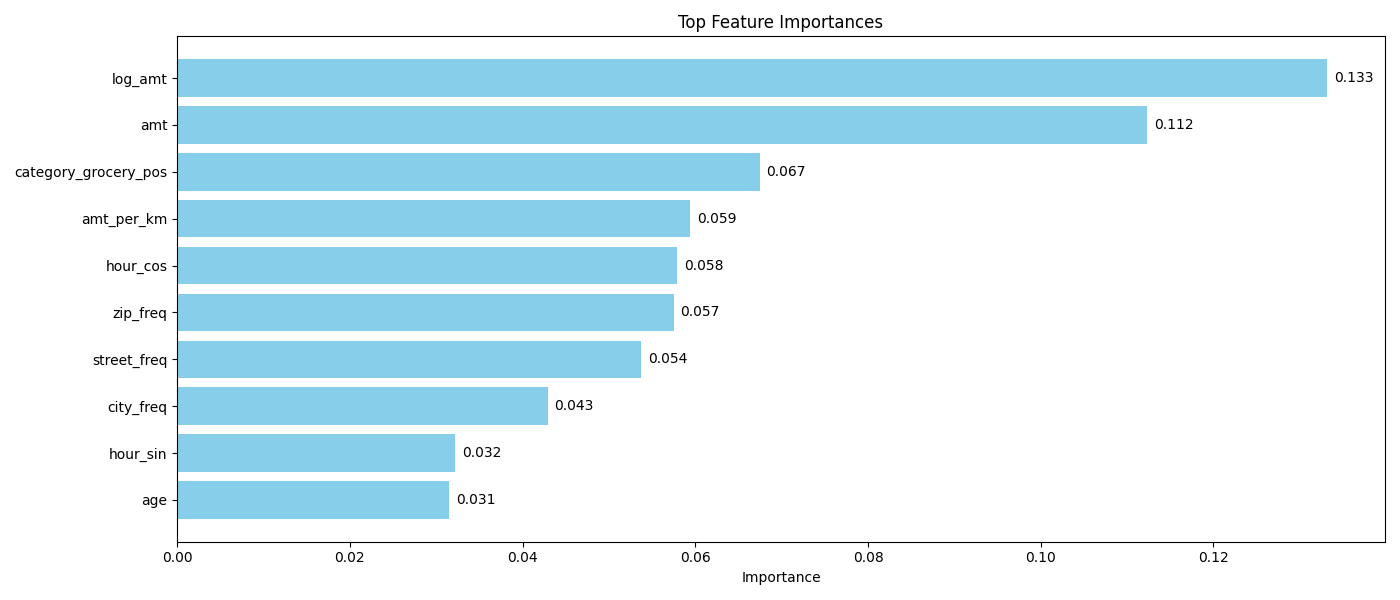 Top Feature Importances
log_amt 0.133
amt 0.112
category_grocery_pos 0.067
amt_per_km 0.059
hour_cos 0.058
zip_freq 0.057
street_freq 0.054
city_freq 0.043
hour_sin 0.032
age 0.031
0.00 0.02 0.04 0.06 0.08 0.10 0.12
Importance